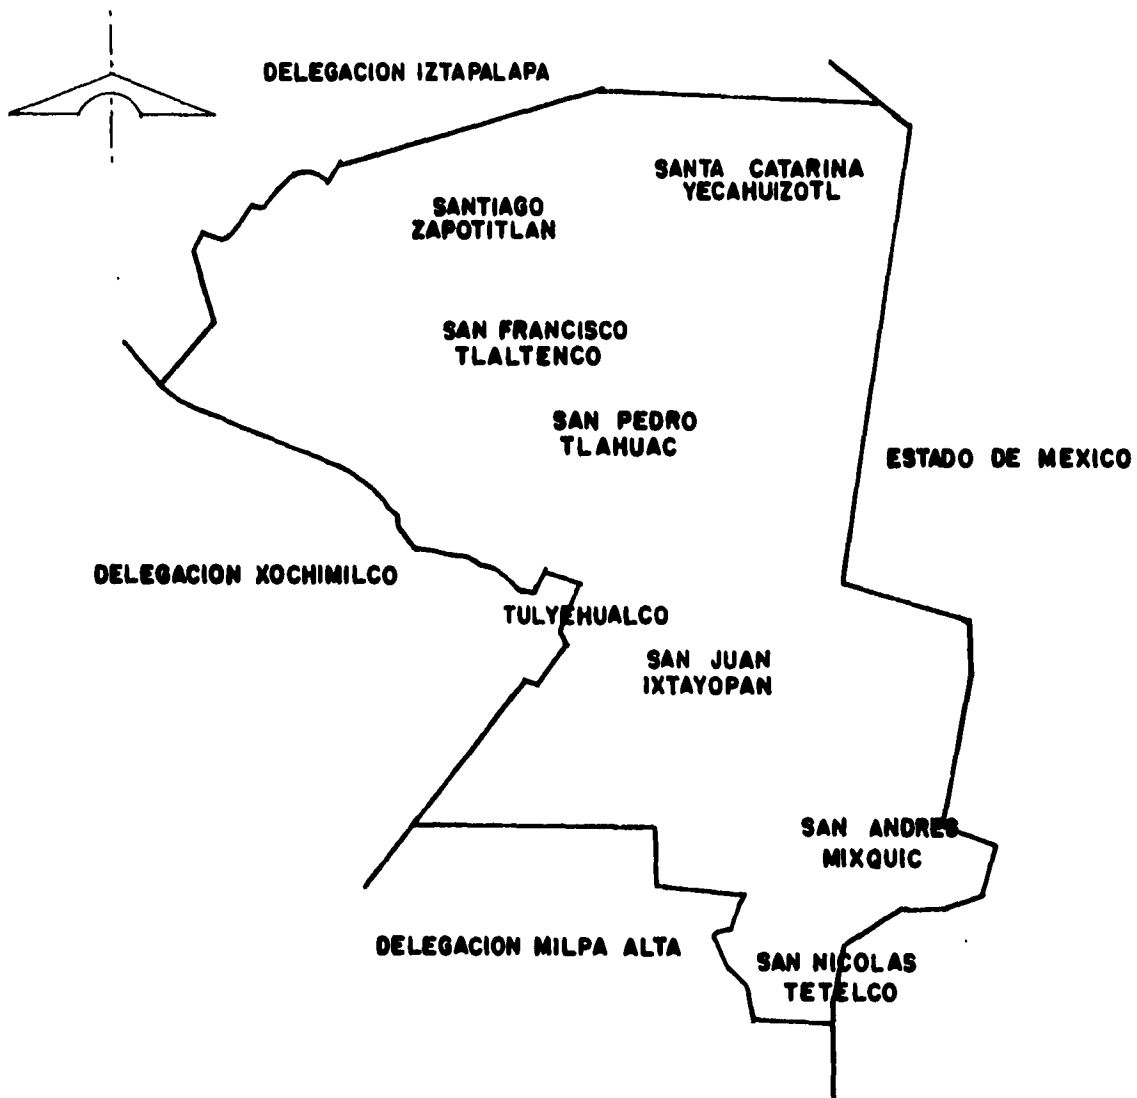 DELEGACION IZTAPALAPA
SANTA CATARINA
YECAHUIZOTL
SANTIAGO
ZAPOTITLAN
SAN FRANCISCO
TLALTENCO
SAN PEDRO
TLAHUAC
ESTADO DE MEXICO
DELEGACION XOCHIMILCO
TULYEHUALCO
SAN JUAN
IXTAYOPAN
SAN ANDRES
MIXQUIC
DELEGACION MILPA ALTA
SAN NICOLAS
TETELCO